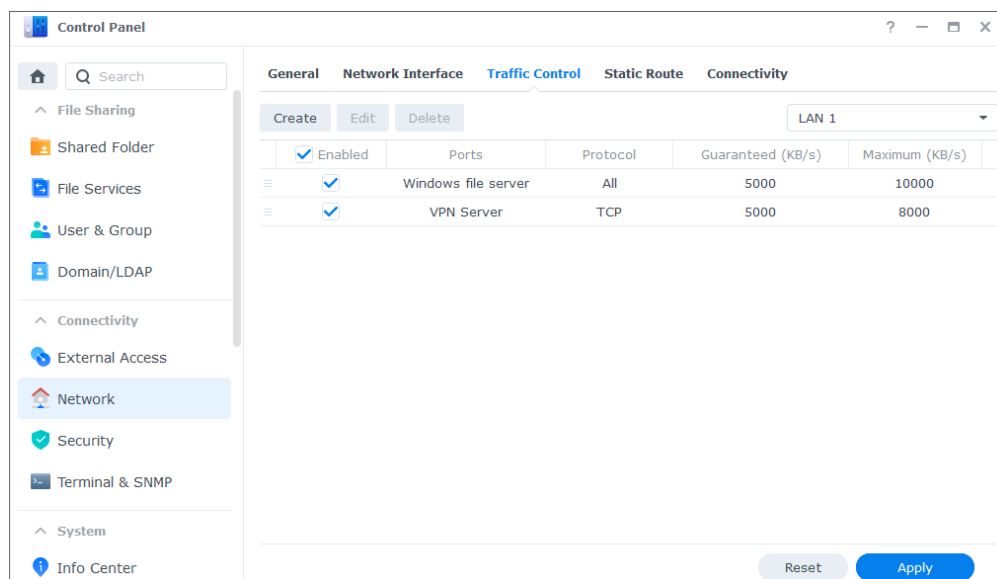 Control Panel
Search
File Sharing
Shared Folder
File Services
User & Group
Domain/LDAP
Connectivity
External Access
Network
Security
Terminal & SNMP
System
Info Center
General Network Interface Traffic Control Static Route Connectivity
Create Edit Delete LAN 1
Enabled Ports Protocol Guaranteed (KB/s) Maximum (KB/s)
Windows file server All 5000 10000
VPN Server TCP 5000 8000
Reset Apply